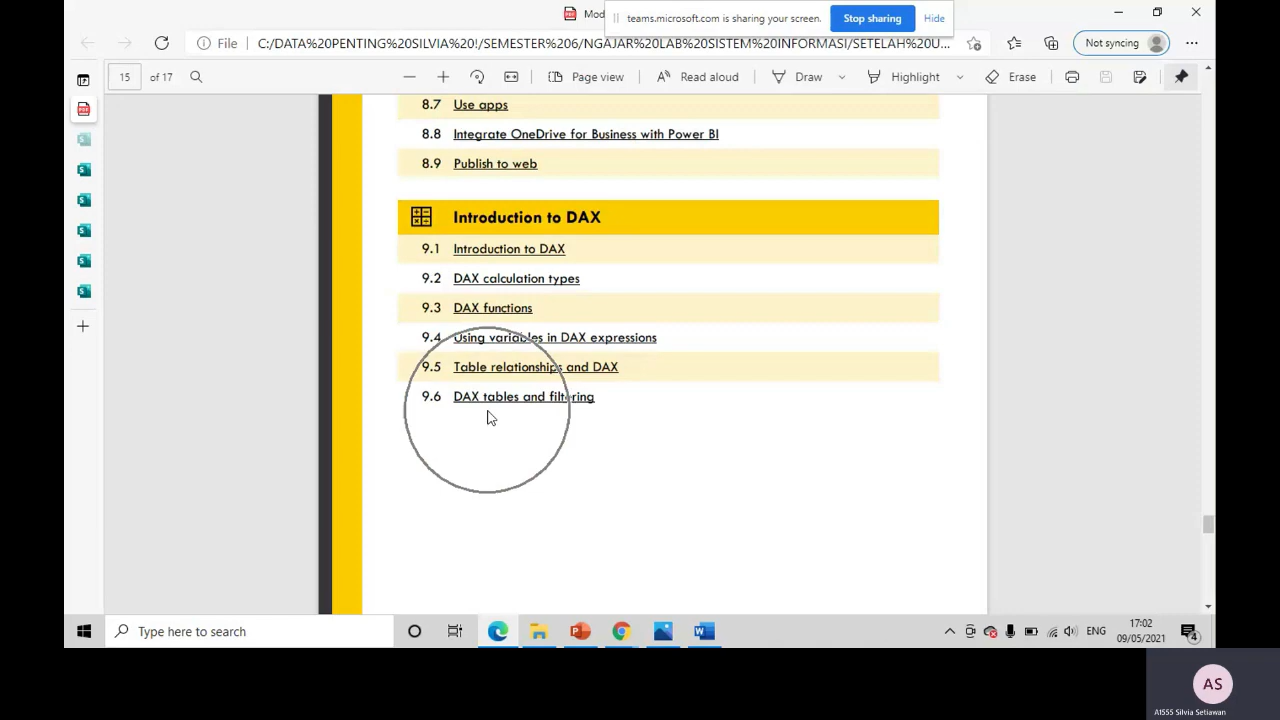 Mod
teams.microsoft.com is sharing your screen.
Stop sharing
Hide
File
C:/DATA%20PENTING%20SILVIA%20!/SEMESTER%206/NGAJAR%20LAB%20SISTEM%20INFORMASI/SETELAH%20U...
Not syncing
15 of 17
Page view
Read aloud
Draw
Highlight
Erase
8.7 Use apps
8.8 Integrate OneDrive for Business with Power BI
8.9 Publish to web
Introduction to DAX
9.1 Introduction to DAX
9.2 DAX calculation types
9.3 DAX functions
9.4 Using variables in DAX expressions
9.5 Table relationships and DAX
9.6 DAX tables and filtering
Type here to search
ENG
17:02
09/05/2021
4
AS
A1555 Silvia Setiawan